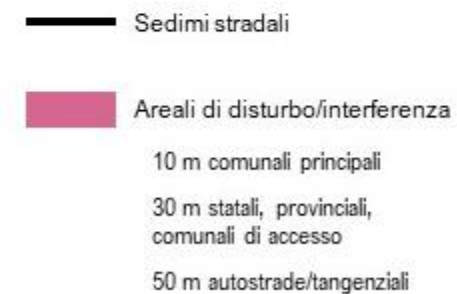 Sedimi stradali
Areali di disturbo/interferenza
10 m comunali principali
30 m statali, provinciali,
comunali di accesso
50 m autostrade/tangenziali